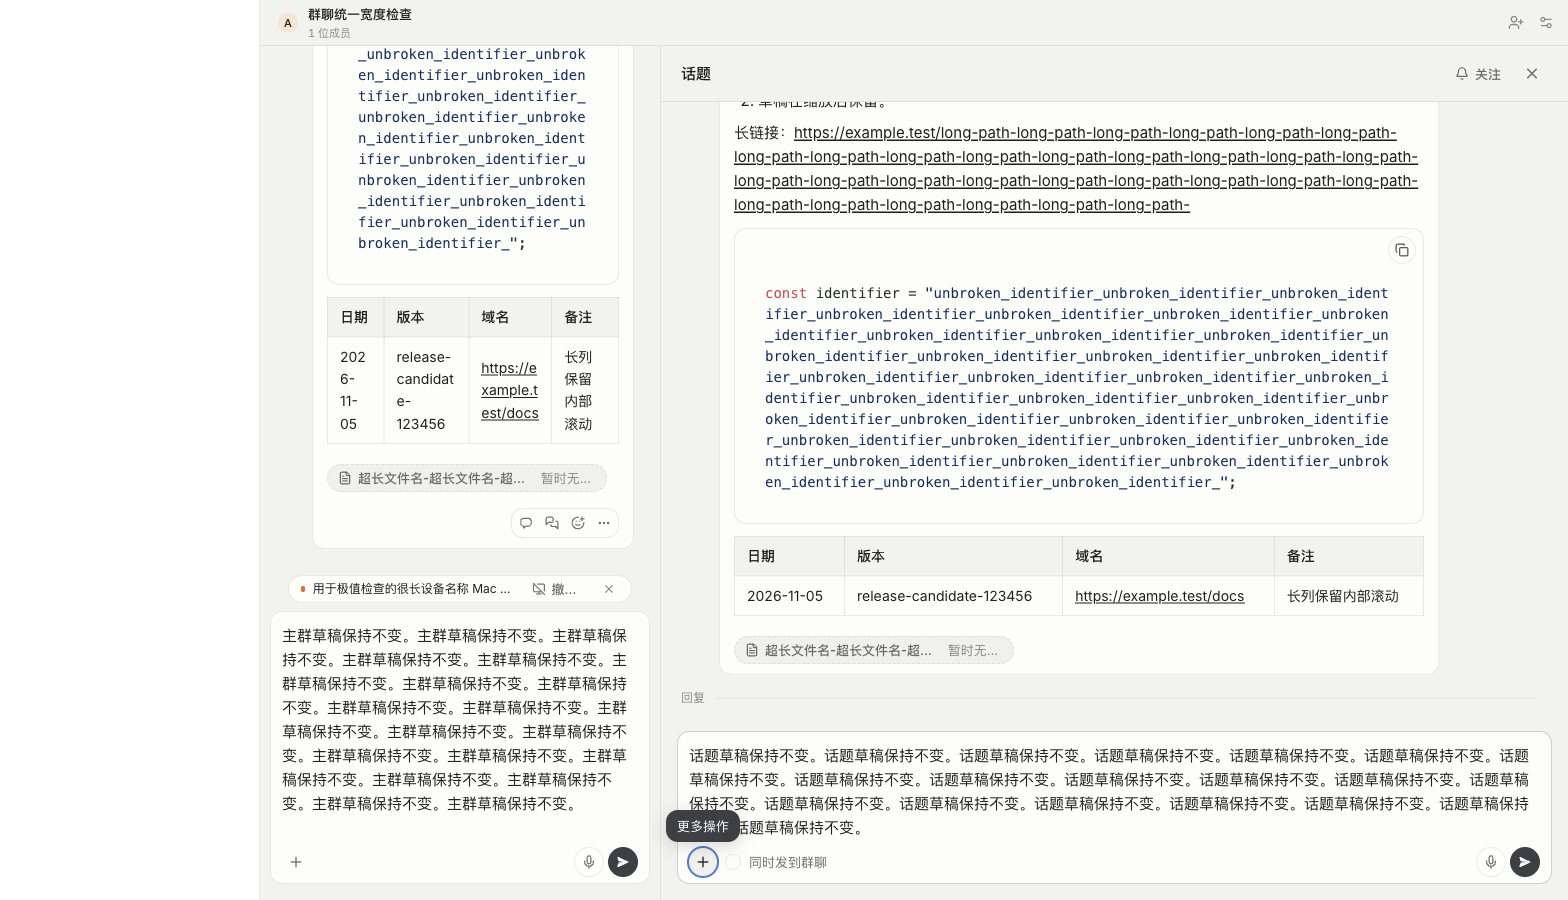 A
群聊统一宽度检查
1 位成员
_unbroken_identifier_unbrok
en_identifier_unbroken_iden
tifier_unbroken_identifier_
unbroken_identifier_unbroke
n_identifier_unbroken_ident
ifier_unbroken_identifier_u
nbroken_identifier_unbroken
_identifier_unbroken_identi
fier_unbroken_identifier_un
broken_identifier_";
日期 版本 域名 备注
202 release- https://e 长列
6- candidat xample.t 保留
11- e- est/docs 内部
05 123456 滚动
超长文件名-超长文件名-超... 暂时无...
用于极值检查的很长设备名称 Mac ... 撤...
主群草稿保持不变。主群草稿保持不变。主群草稿保
持不变。主群草稿保持不变。主群草稿保持不变。主
群草稿保持不变。主群草稿保持不变。主群草稿保持
不变。主群草稿保持不变。主群草稿保持不变。主群
草稿保持不变。主群草稿保持不变。主群草稿保持不
变。主群草稿保持不变。主群草稿保持不变。主群草
稿保持不变。主群草稿保持不变。主群草稿保持不
变。主群草稿保持不变。主群草稿保持不变。
话题
关注
2. 草稿在缩放后保留。
长链接：https://example.test/long-path-long-path-long-path-long-path-long-path-long-path-
long-path-long-path-long-path-long-path-long-path-long-path-long-path-long-path-long-path-
long-path-long-path-long-path-long-path-long-path-long-path-long-path-long-path-long-path-
long-path-long-path-long-path-long-path-long-path-long-path-
const identifier = "unbroken_identifier_unbroken_identifier_unbroken_ident
ifier_unbroken_identifier_unbroken_identifier_unbroken_identifier_unbroken
_identifier_unbroken_identifier_unbroken_identifier_unbroken_identifier_un
broken_identifier_unbroken_identifier_unbroken_identifier_unbroken_identif
ier_unbroken_identifier_unbroken_identifier_unbroken_identifier_unbroken_i
dentifier_unbroken_identifier_unbroken_identifier_unbroken_identifier_unbr
oken_identifier_unbroken_identifier_unbroken_identifier_unbroken_identifie
r_unbroken_identifier_unbroken_identifier_unbroken_identifier_unbroken_ide
ntifier_unbroken_identifier_unbroken_identifier_unbroken_identifier_unbrok
en_identifier_unbroken_identifier_unbroken_identifier_";
日期 版本 域名 备注
2026-11-05 release-candidate-123456 https://example.test/docs 长列保留内部滚动
超长文件名-超长文件名-超... 暂时无...
回复
话题草稿保持不变。话题草稿保持不变。话题草稿保持不变。话题草稿保持不变。话题草稿保持不变。话题草稿保持不变。话题
草稿保持不变。话题草稿保持不变。话题草稿保持不变。话题草稿保持不变。话题草稿保持不变。话题草稿保持不变。话题草稿
保持不变。话题草稿保持不变。话题草稿保持不变。话题草稿保持不变。话题草稿保持不变。话题草稿保持不变。话题草稿保持
话题草稿保持不变。
更多操作
同时发到群聊